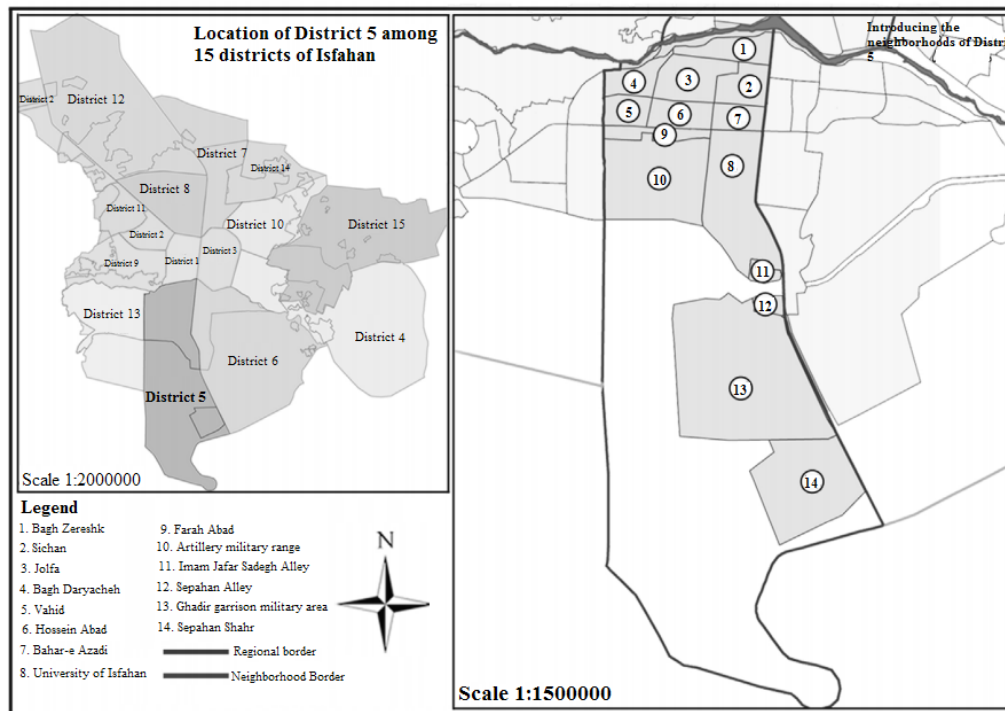 Location of District 5 among
15 districts of Isfahan
District 2
District 12
District 7
District 14
District 8
District 11
District 10
District 15
District 2
District 3
District 9
District 1
District 13
District 6
District 4
District 5
Scale 1:2000000
Legend
1. Bagh Zereshk
2. Sichan
3. Jolfa
4. Bagh Daryacheh
5. Vahid
6. Hossein Abad
7. Bahar-e Azadi
8. University of Isfahan
9. Farah Abad
10. Artillery military range
11. Imam Jafar Sadegh Alley
12. Sepahan Alley
13. Ghadir garrison military area
14. Sepahan Shahr
Regional border
Neighborhood Border
N
Introducing the
neighborhoods of Distri
5
1
4
3
2
5
6
7
9
10
8
11
12
13
14
Scale 1:1500000